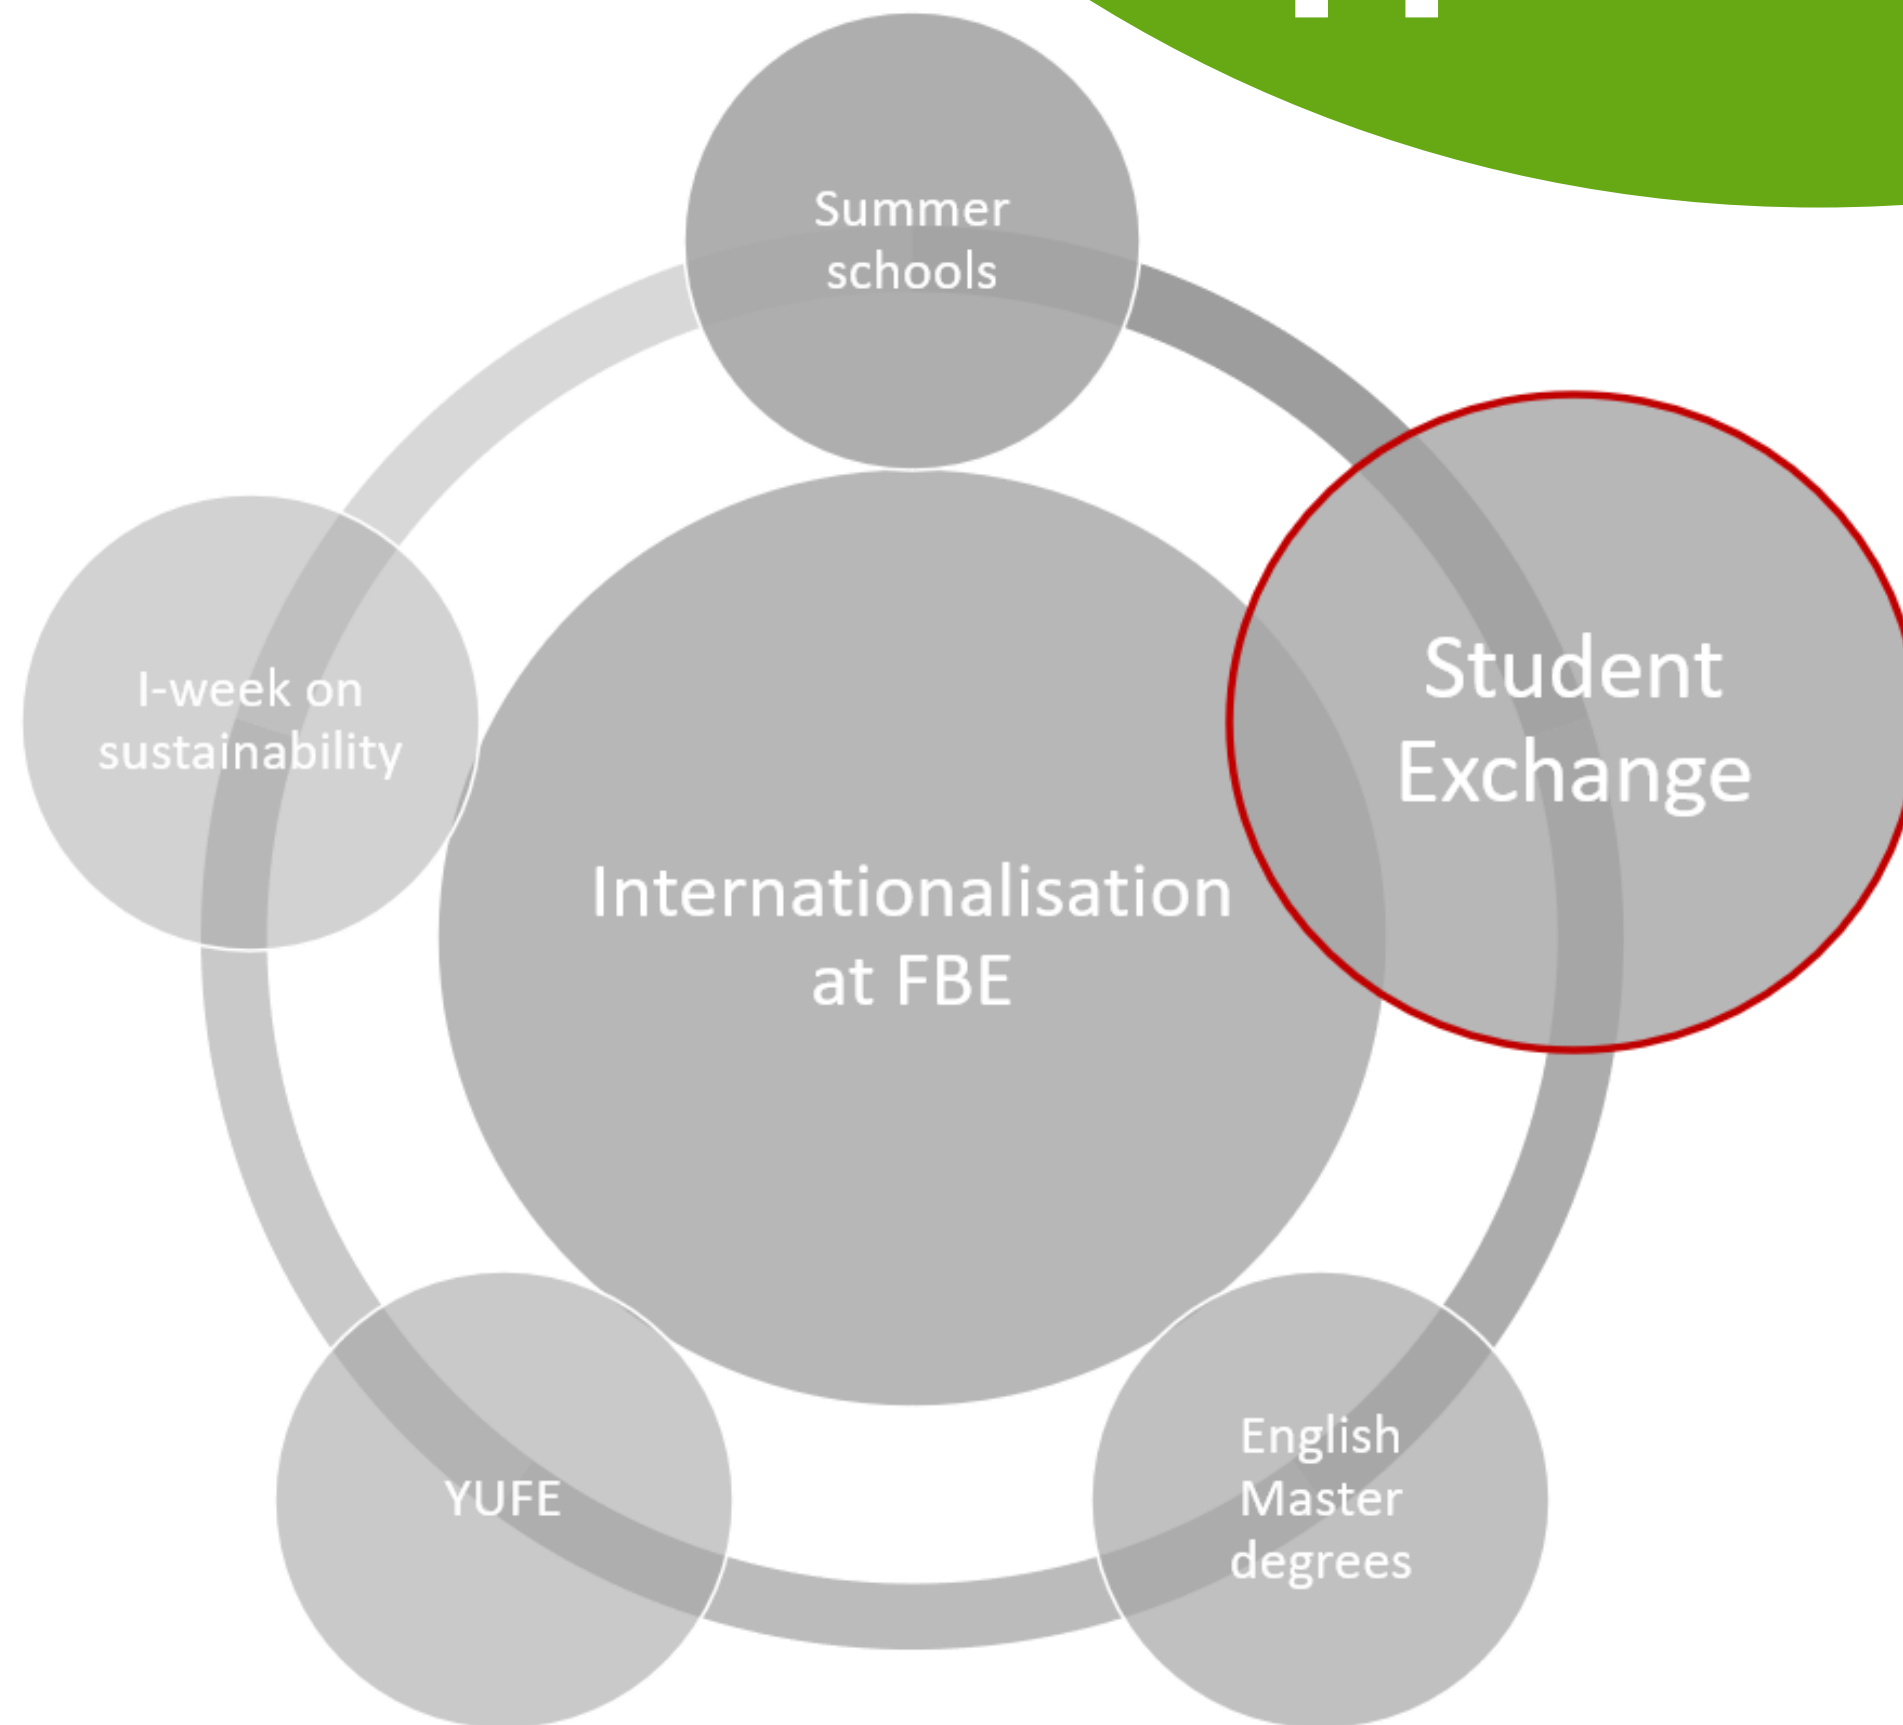 Summer
schools
Student
Exchange
I-week on
sustainability
Internationalisation
at FBE
English
Master
degrees
YUFE